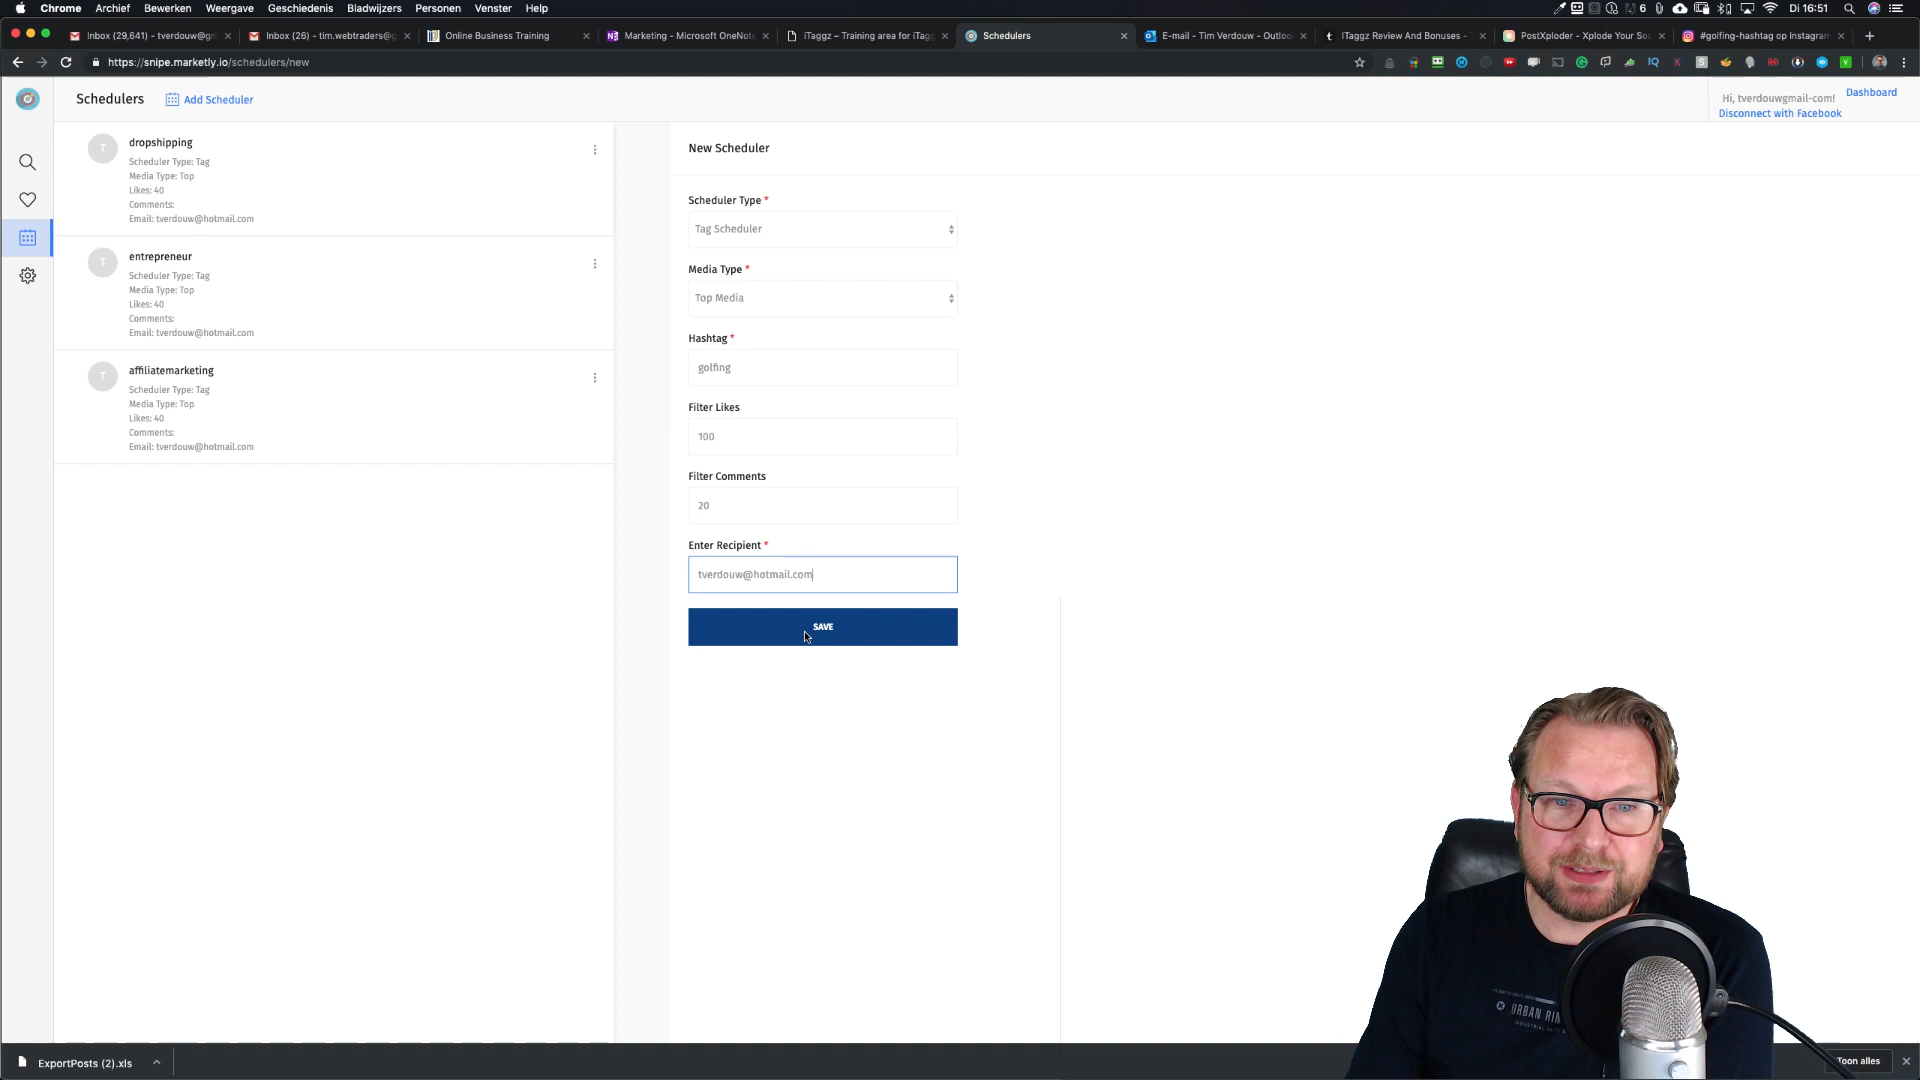 Chrome Archief Bewerken Weergave Geschiedenis Bladwijzers Personen Venster Help
6 Di 16:51
Inbox (29,641) - tverdouw@gm
Inbox (26) - tim.webtraders@g
Online Business Training
Marketing - Microsoft OneNote
iTaggz – Training area for iTagg
Schedulers
E-mail - Tim Verdouw - Outloo
ITaggz Review And Bonuses -
PostXploder - Xplode Your So
#golfing-hashtag op Instagram
https://snipe.marketly.io/schedulers/new
Schedulers
Add Scheduler
Hi, tverdouwgmail-com!
Dashboard
Disconnect with Facebook
T
dropshipping
Scheduler Type: Tag
Media Type: Top
Likes: 40
Comments:
Email: tverdouw@hotmail.com
T
entrepreneur
Scheduler Type: Tag
Media Type: Top
Likes: 40
Comments:
Email: tverdouw@hotmail.com
T
affiliatemarketing
Scheduler Type: Tag
Media Type: Top
Likes: 40
Comments:
Email: tverdouw@hotmail.com
New Scheduler
Scheduler Type *
Tag Scheduler
Media Type *
Top Media
Hashtag *
golfing
Filter Likes
100
Filter Comments
20
Enter Recipient *
tverdouw@hotmail.com
SAVE
URBAN RI
ExportPosts (2).xls
Toon alles